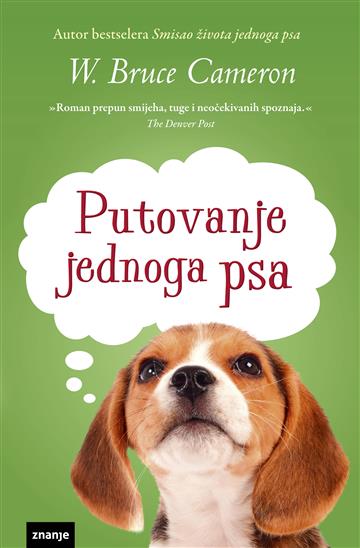 Autor bestselera Smisao života jednoga psa
W. Bruce Cameron
»Roman prepun smijeha, tuge i neočekivanih spoznaja.«
The Denver Post
Putovanje
jednoga psa
znanje